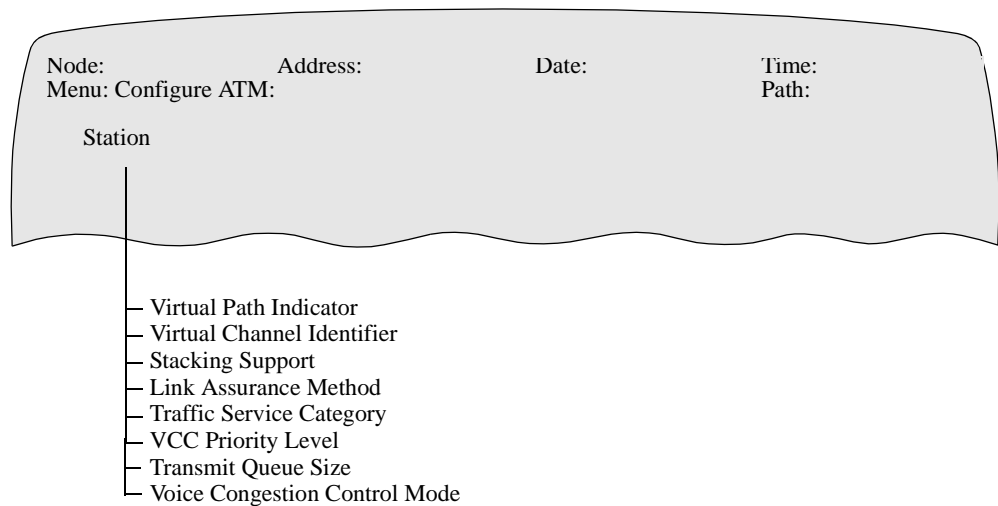 Node: Address: Date: Time:
Menu: Configure ATM: Path:
Station
Virtual Path Indicator
Virtual Channel Identifier
Stacking Support
Link Assurance Method
Traffic Service Category
VCC Priority Level
Transmit Queue Size
Voice Congestion Control Mode